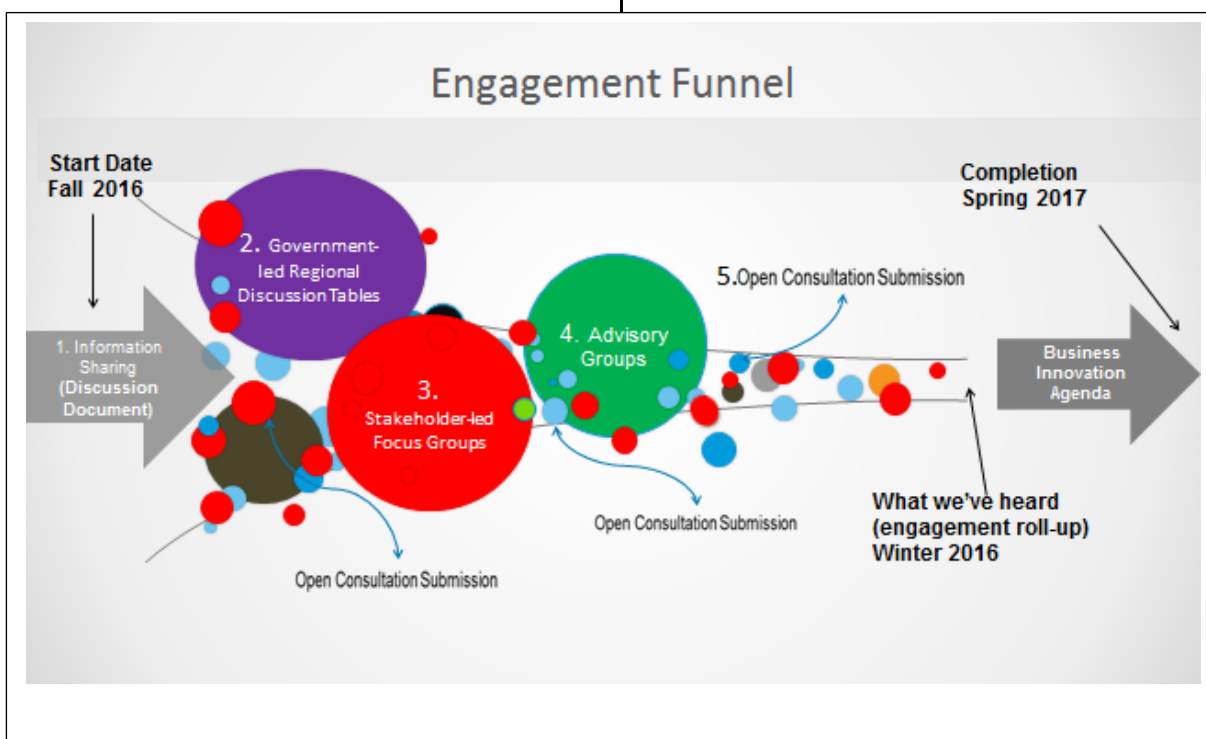 Engagement Funnel
Start Date
Fall 2016
1. Information
Sharing
(Discussion
Document)
2. Government-
led Regional
Discussion Tables
3.
Stakeholder-led
Focus Groups
4. Advisory
Groups
5.Open Consultation Submission
Open Consultation Submission
Open Consultation Submission
Completion
Spring 2017
Business
Innovation
Agenda
What we've heard
(engagement roll-up)
Winter 2016